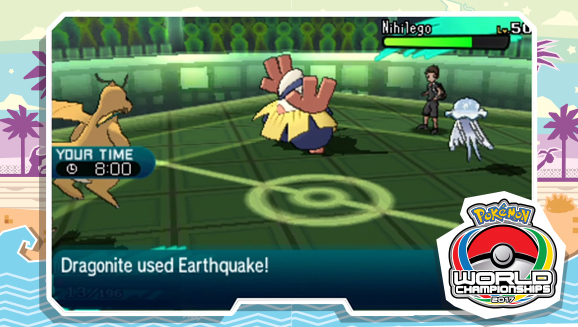 Nihilego Lv.50
YOUR TIME
8:00
Dragonite used Earthquake!
Pokémon
WORLD
CHAMPIONSHIPS
2017